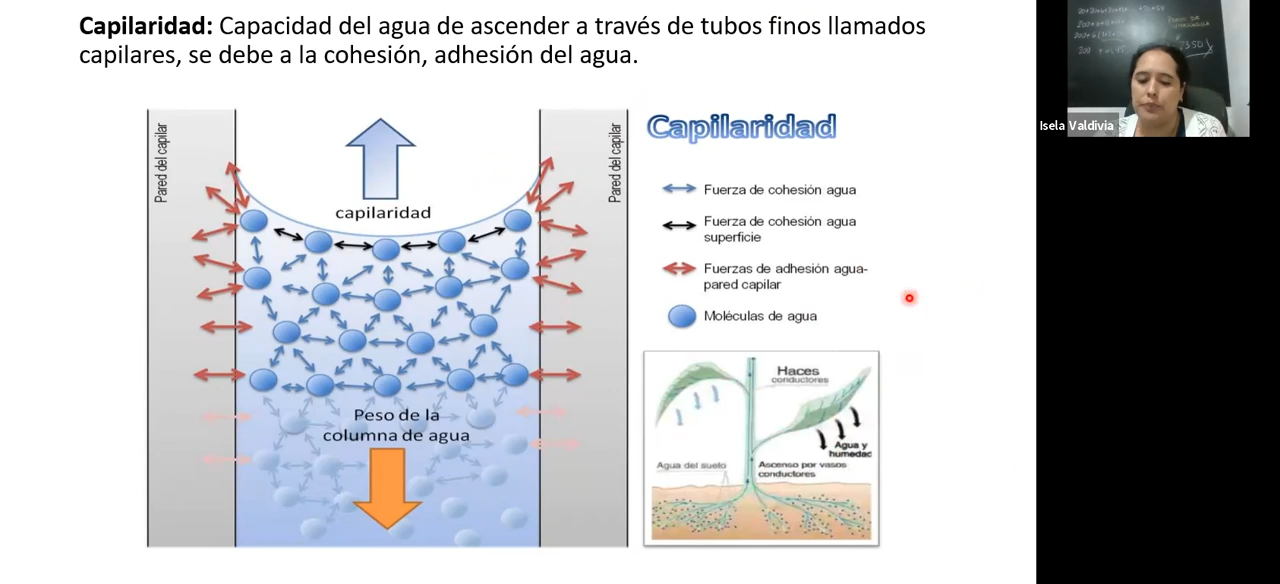 Capilaridad: Capacidad del agua de ascender a través de tubos finos llamados
capilares, se debe a la cohesión, adhesión del agua.
Pared del capilar
capilaridad
Peso de la
columna de agua
Pared del capilar
Capilaridad
Fuerza de cohesión agua
Fuerza de cohesión agua
superficie
Fuerzas de adhesión agua-
pared capilar
Moléculas de agua
Haces
conductores
Agua y
humedad
Agua del suelo
Ascenso por vasos
conductores
Isela Valdivia
2350